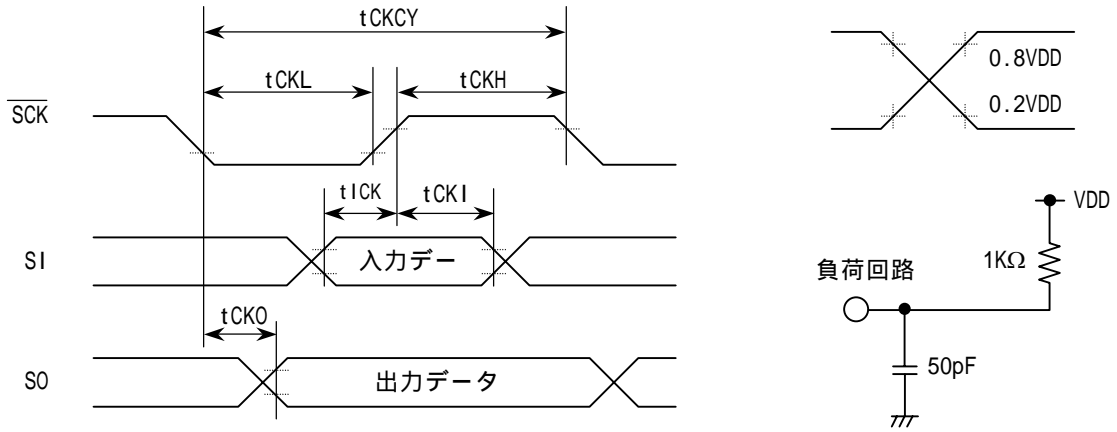 tCKCY
tCKL
tCKH
SCK
tICK
tCKI
SI
入力デー
tCKO
SO
出力データ
0.8VDD
0.2VDD
VDD
1KΩ
負荷回路
50pF